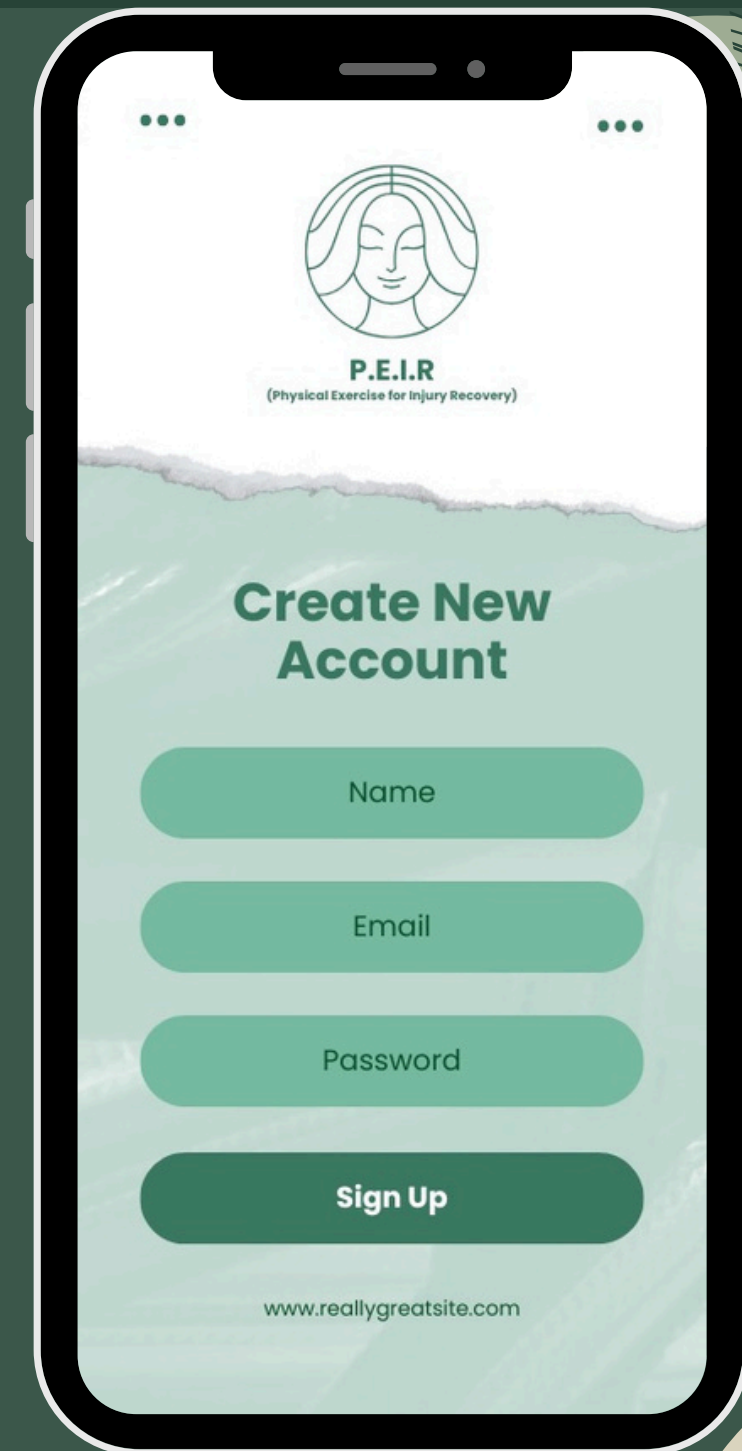 P.E.I.R
(Physical Exercise for Injury Recovery)
Create New
Account
Name
Email
Password
Sign Up
www.reallygreatsite.com